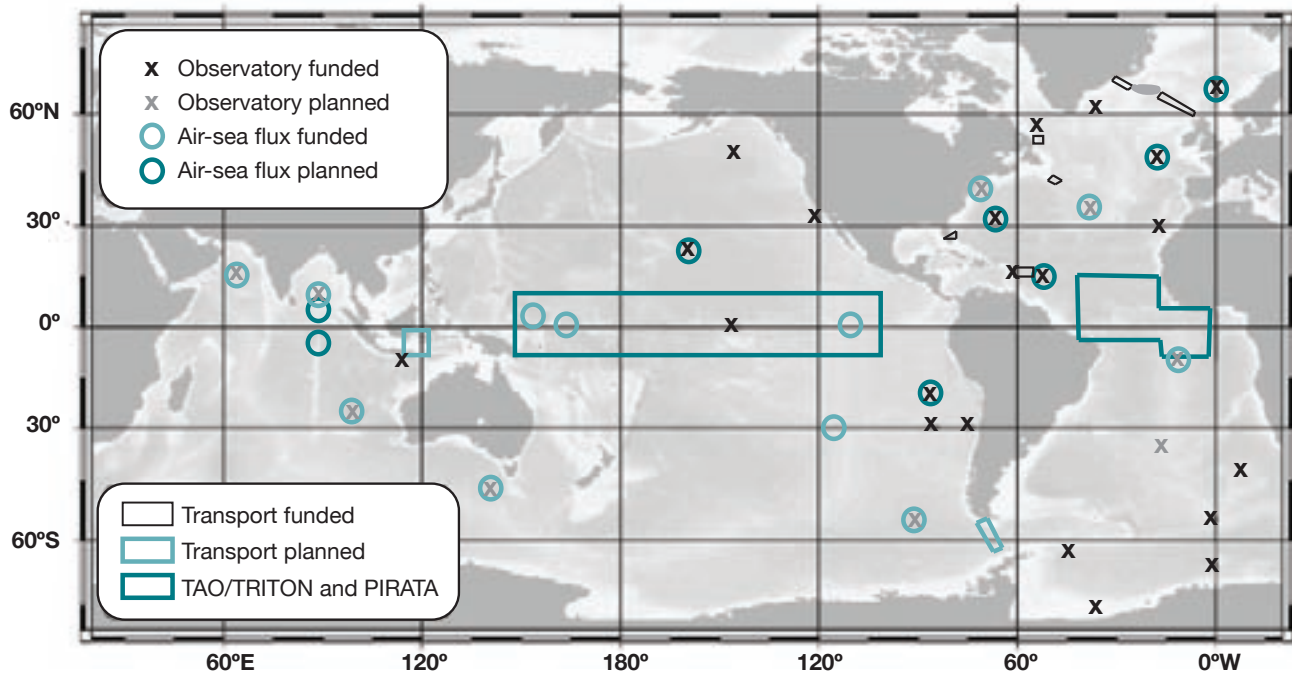 x Observatory funded
x Observatory planned
Air-sea flux funded
Air-sea flux planned
60ºN
30º
0º
30º
60ºS
Transport funded
Transport planned
TAO/TRITON and PIRATA
60ºE 120º 180º 120º 60º 0ºW